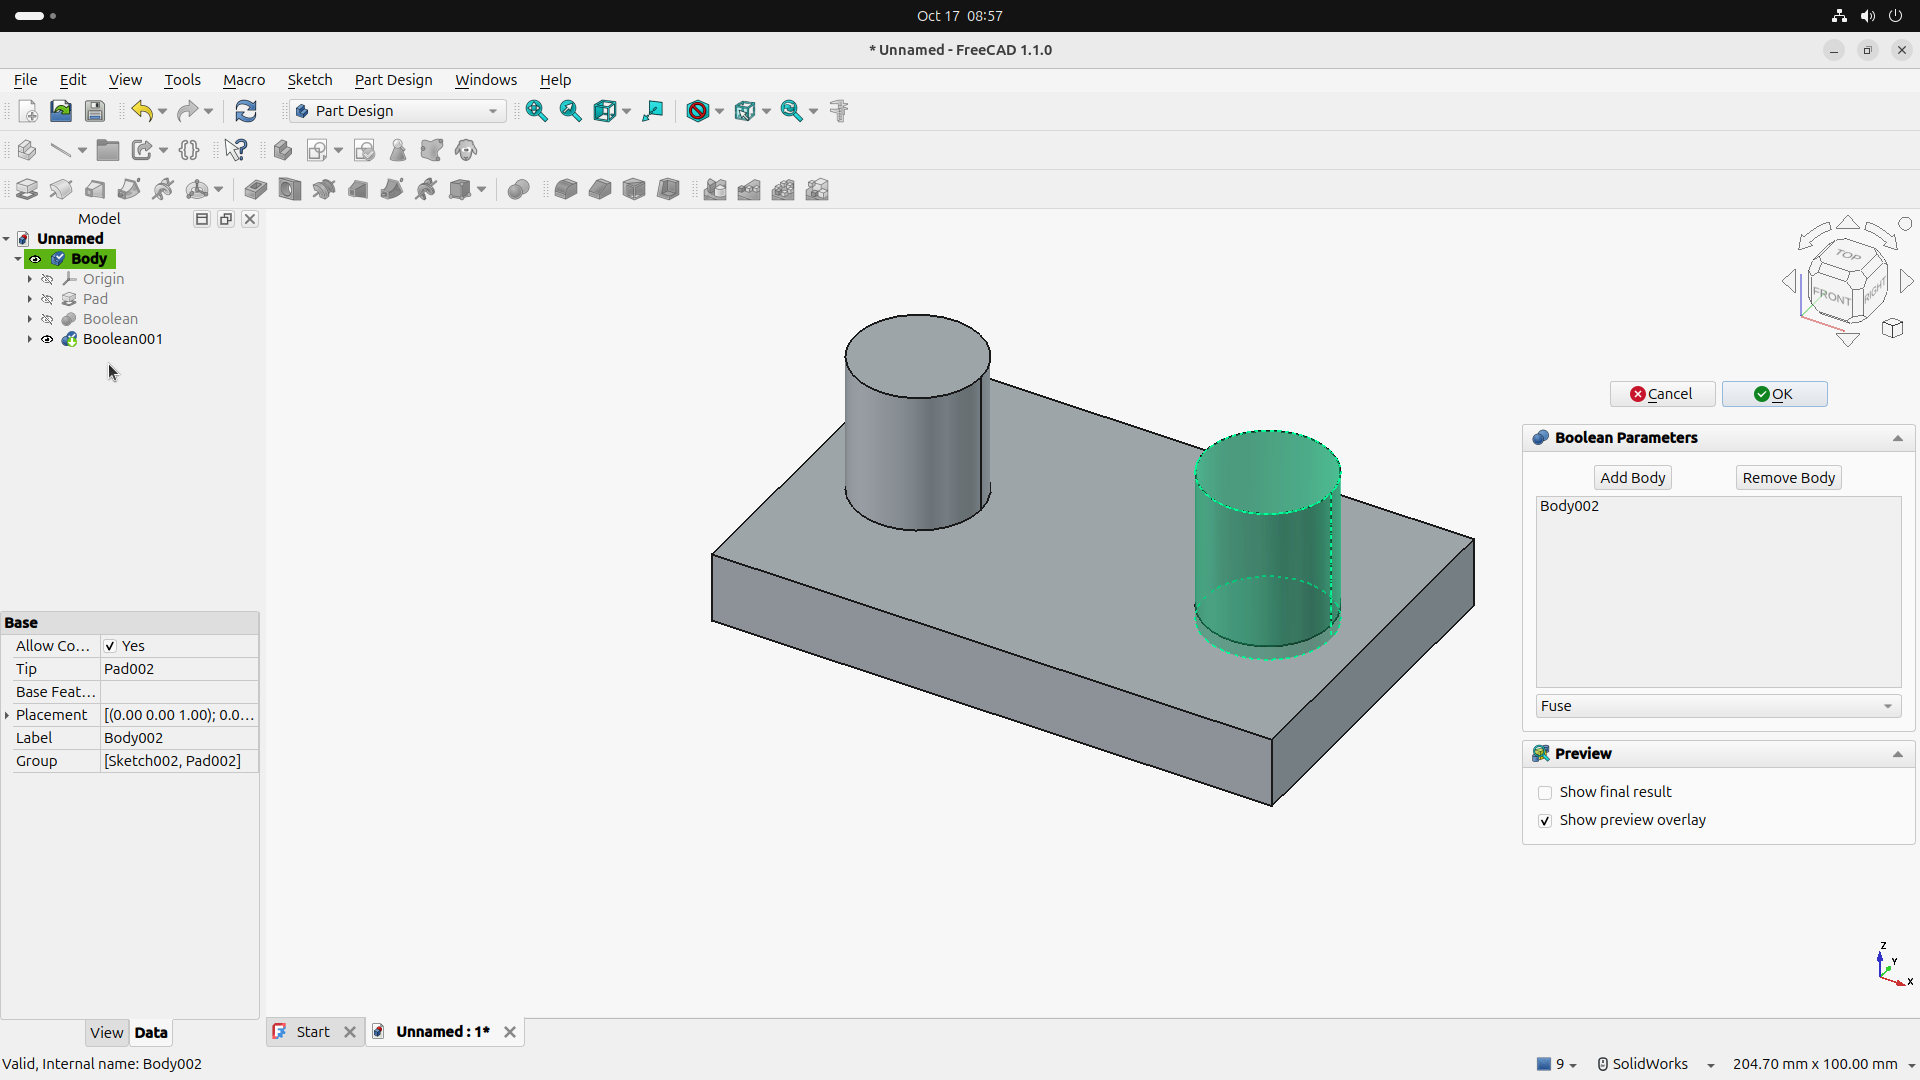 Oct 17 08:57
* Unnamed - FreeCAD 1.1.0
File Edit View Tools Macro Sketch Part Design Windows Help
Part Design
Model
Unnamed
Body
Origin
Pad
Boolean
Boolean001
TOP
FRONT
RIGHT
Cancel OK
Boolean Parameters
Add Body Remove Body
Body002
Fuse
Preview
Show final result
Show preview overlay
Base
Allow Co... Yes
Tip Pad002
Base Feat...
Placement [(0.00 0.00 1.00); 0.0...
Label Body002
Group [Sketch002, Pad002]
Z
Y
X
View Data
Start Unnamed : 1*
Valid, Internal name: Body002
9 SolidWorks 204.70 mm x 100.00 mm